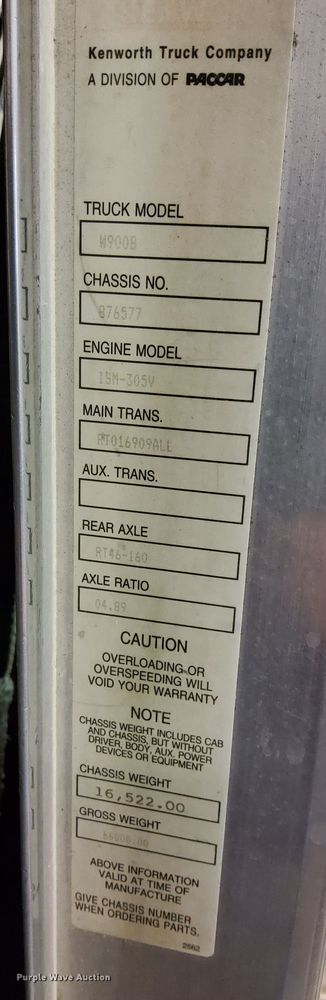 Kenworth Truck Company
A DIVISION OF PACCAR
TRUCK MODEL
W900B
CHASSIS NO.
876577
ENGINE MODEL
ISM-305V
MAIN TRANS.
RTO16909ALL
AUX. TRANS.
REAR AXLE
RT46-160
AXLE RATIO
04.89
CAUTION
OVERLOADING OR
OVERSPEEDING WILL
VOID YOUR WARRANTY
NOTE
CHASSIS WEIGHT INCLUDES CAB
AND CHASSIS, BUT WITHOUT
DRIVER, BODY, AUX. POWER
DEVICES OR EQUIPMENT
CHASSIS WEIGHT
16,522.00
GROSS WEIGHT
ABOVE INFORMATION
VALID AT TIME OF
MANUFACTURE
GIVE CHASSIS NUMBER
WHEN ORDERING PARTS.
2562
Purple Wave Auction